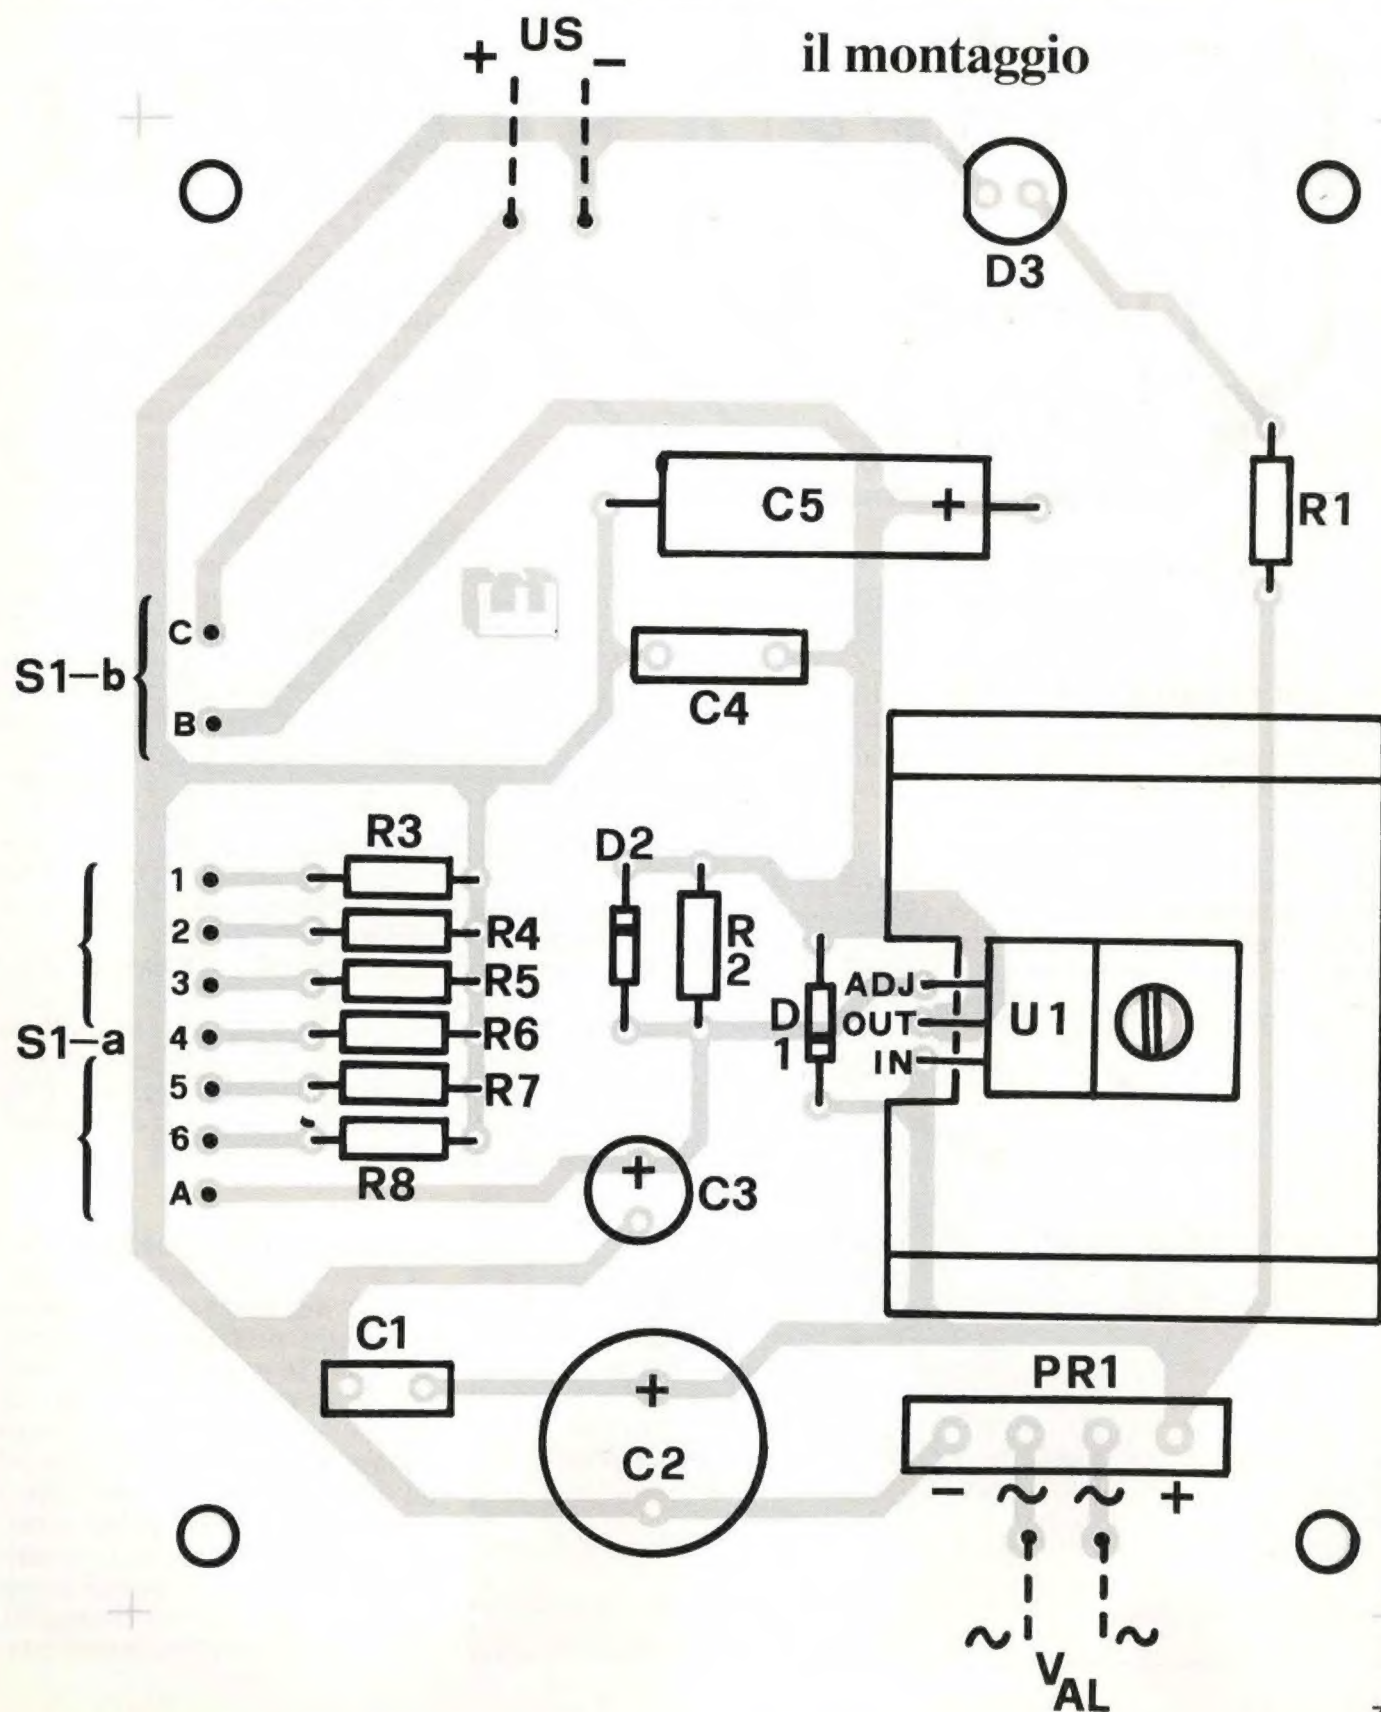 + US -
il montaggio
D3
C5 +
R1
C
S1-b
B
C4
R3
1
D2
2
R4
R 2
3
R5
ADJ
D 1
OUT
U1
S1-a
4
R6
IN
5
R7
6
R8
A
+
C3
C1
PR1
+
C2
- ~ ~ +
~ ~
VAL